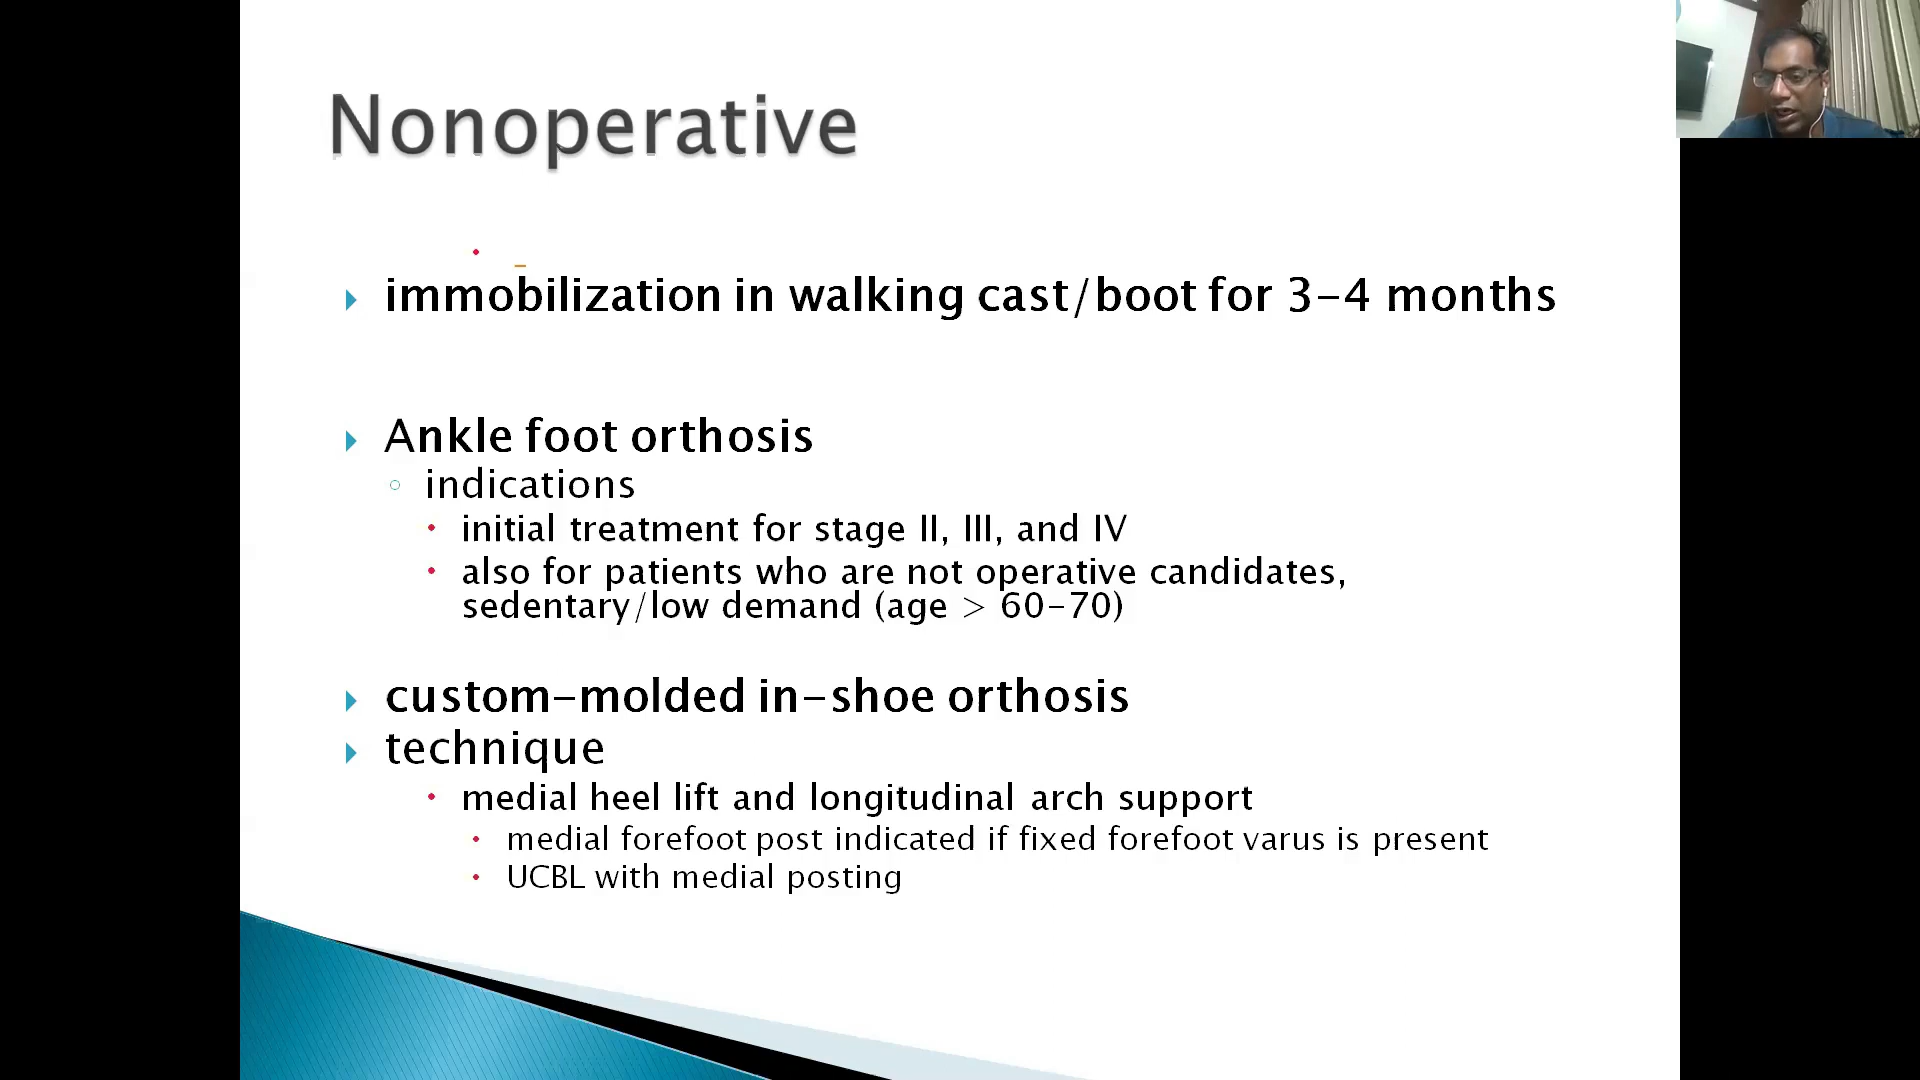 Nonoperative
immobilization in walking cast/boot for 3-4 months
Ankle foot orthosis
indications
initial treatment for stage II, III, and IV
also for patients who are not operative candidates,
sedentary/low demand (age > 60-70)
custom-molded in-shoe orthosis
technique
medial heel lift and longitudinal arch support
medial forefoot post indicated if fixed forefoot varus is present
UCBL with medial posting